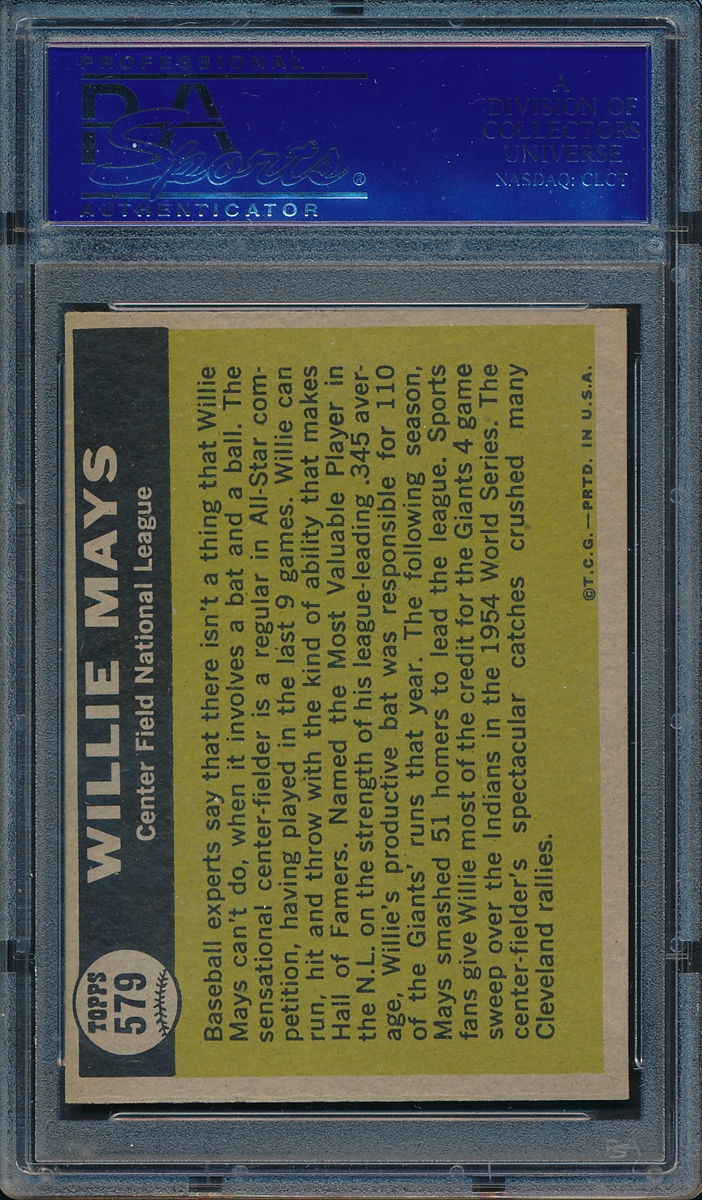 PROFESSIONAL
PSA
Sports®
AUTHENTICATOR
A
DIVISION OF
COLLECTORS
UNIVERSE
NASDAQ: CLCT
TOPPS
579
WILLIE MAYS
Center Field National League
Baseball experts say that there isn't a thing that Willie
Mays can't do, when it involves a bat and a ball. The
sensational center-fielder is a regular in All-Star com-
petition, having played in the last 9 games. Willie can
run, hit and throw with the kind of ability that makes
Hall of Famers. Named the Most Valuable Player in
the N.L. on the strength of his league-leading .345 aver-
age, Willie's productive bat was responsible for 110
of the Giants' runs that year. The following season,
Mays smashed 51 homers to lead the league. Sports
fans give Willie most of the credit for the Giants 4 game
sweep over the Indians in the 1954 World Series. The
center-fielder's spectacular catches crushed many
Cleveland rallies.
©T.C.G.—PRTD. IN U.S.A.
PSA